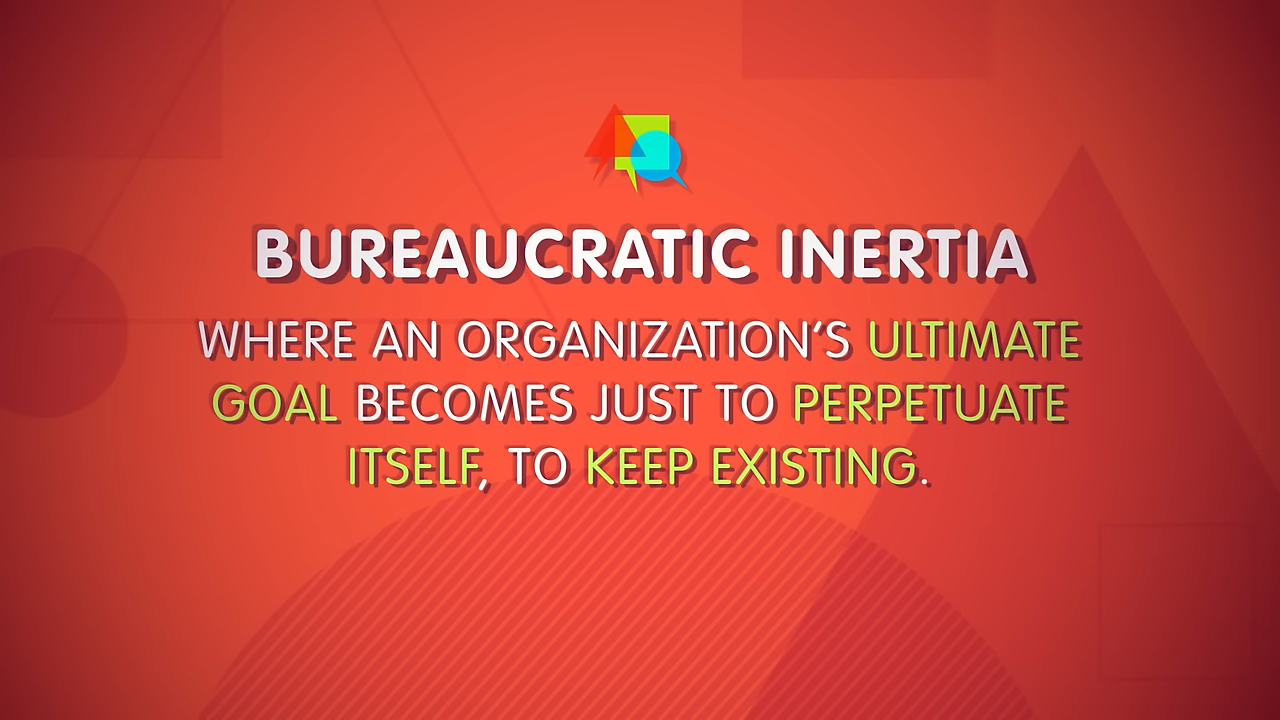 BUREAUCRATIC INERTIA
WHERE AN ORGANIZATION'S ULTIMATE
GOAL BECOMES JUST TO PERPETUATE
ITSELF, TO KEEP EXISTING.